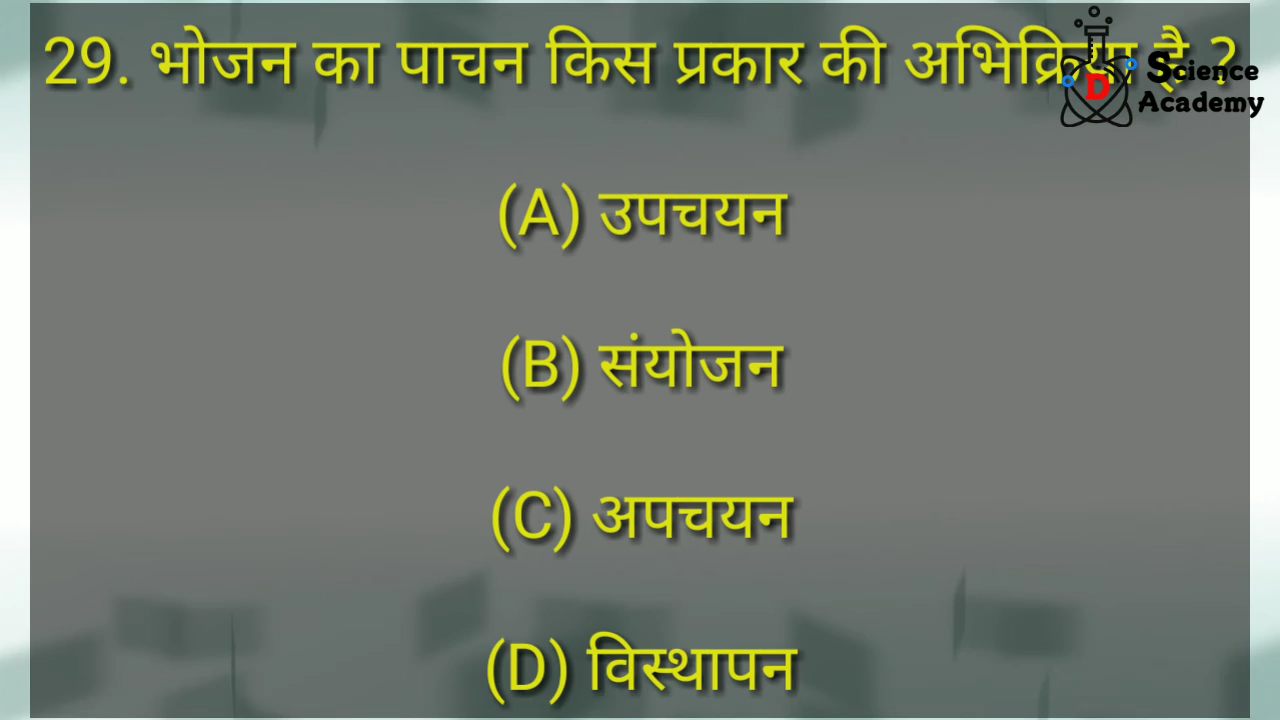 29. भोजन का पाचन किस प्रकार की अभिक्रिया है ?
D
Science
Academy
(A) उपचयन
(B) संयोजन
(C) अपचयन
(D) विस्थापन